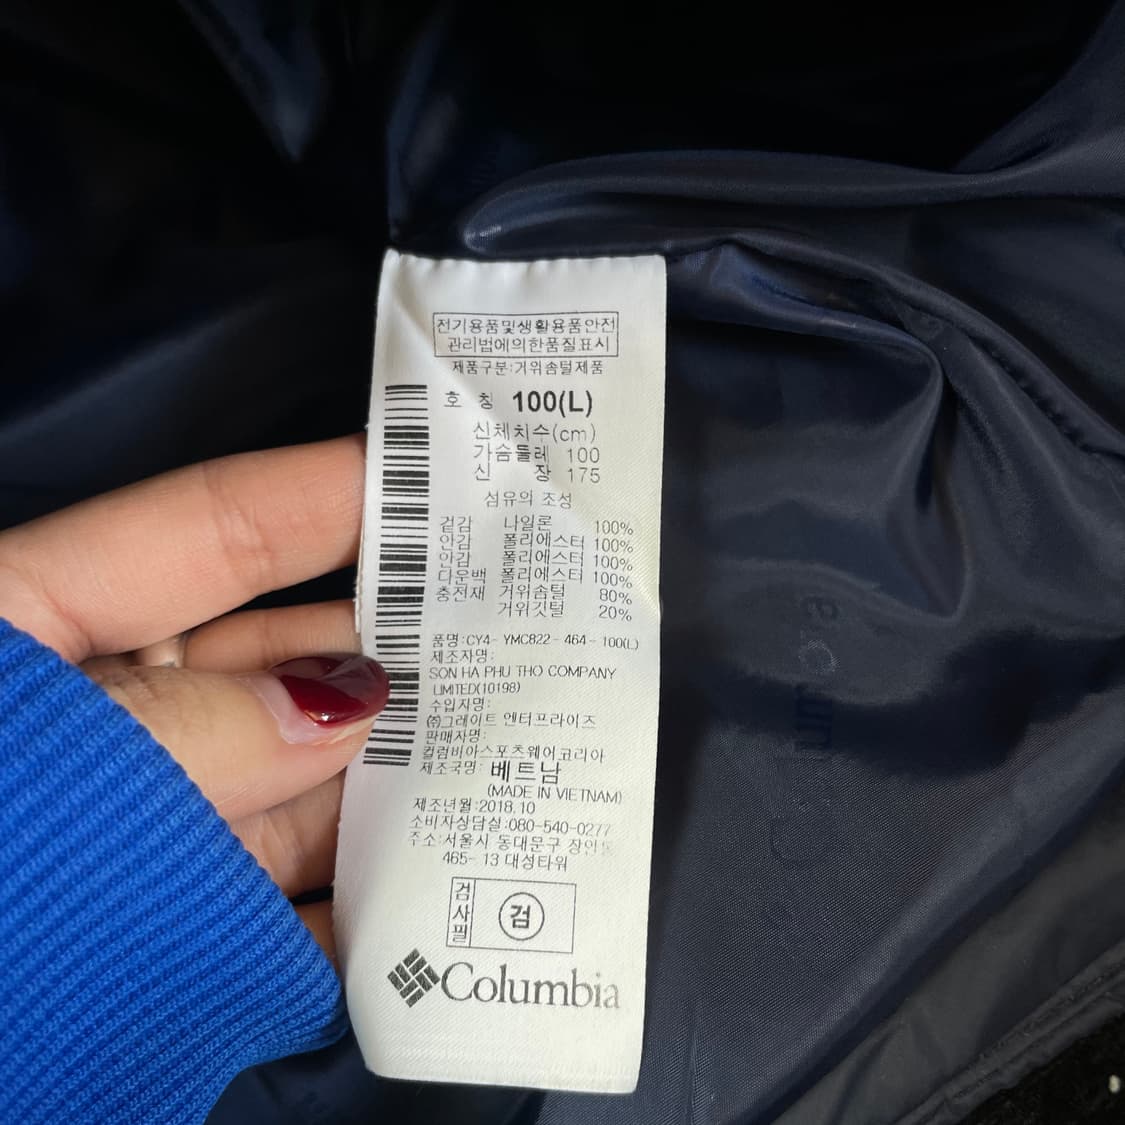 전기용품및생활용품안전
관리법에의한품질표시
제품구분:거위솜털제품
호 칭 100(L)
신체치수(cm)
가슴둘레 100
신 장 175
섬유의 조성
겉감 나일론 100%
안감 폴리에스터 100%
안감 폴리에스터 100%
다운백 폴리에스터 100%
충전재 거위솜털 80%
거위깃털 20%
품명:CY4-YMC822-464-100(L)
제조자명:
SON HA PHU THO COMPANY
LIMITED(10198)
수입자명:
㈜그레이트 엔터프라이즈
판매자명:
컬럼비아스포츠웨어코리아
제조국명: 베트남
(MADE IN VIETNAM)
제조년월:2018.10
소비자상담실:080-540-0277
주소:서울시 동대문구 장안동
465-13 대성타워
검사필 검
Columbia
Columbia